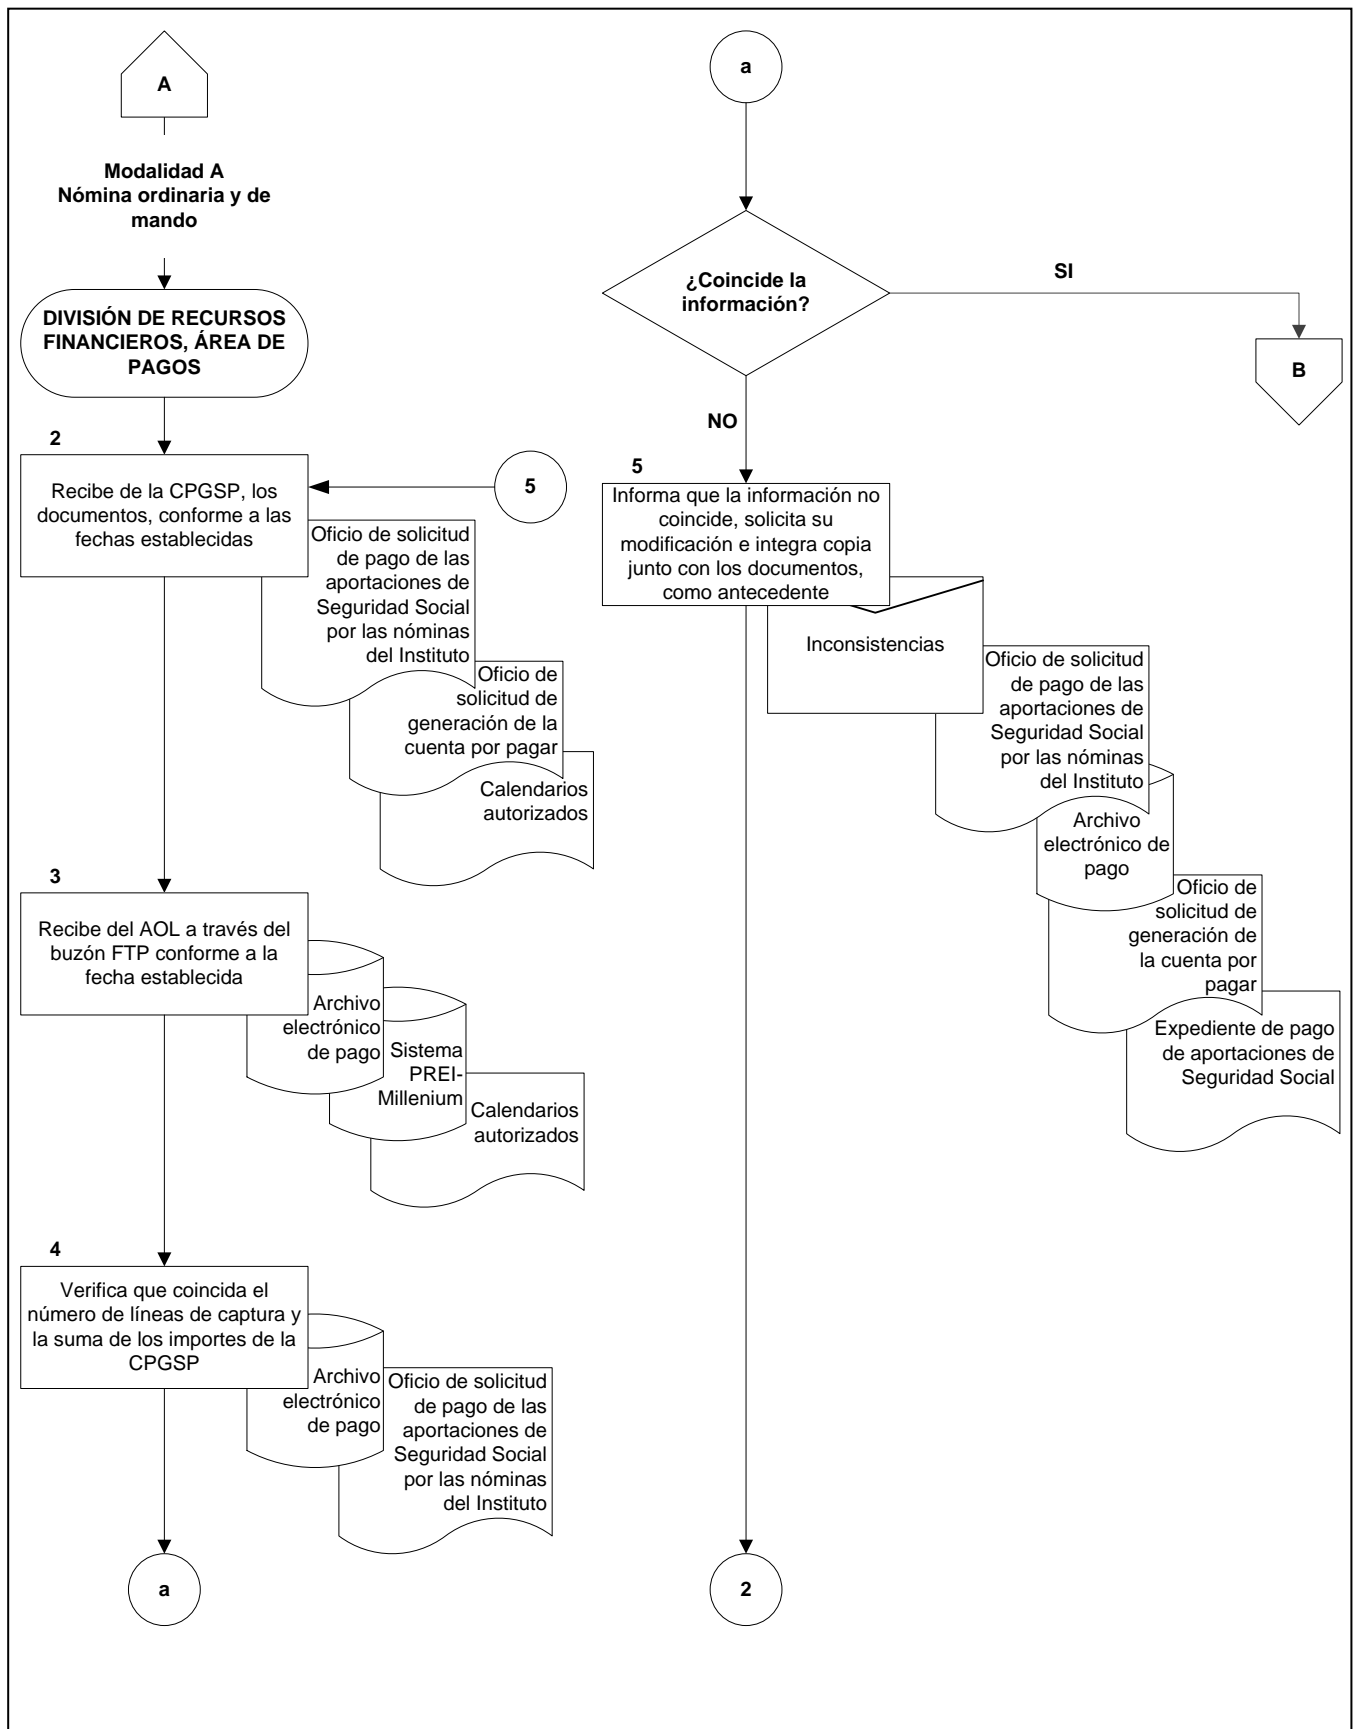 A
Modalidad A
Nómina ordinaria y de
mando
DIVISIÓN DE RECURSOS
FINANCIEROS, ÁREA DE
PAGOS
2
Recibe de la CPGSP, los
documentos, conforme a las
fechas establecidas
5
Oficio de solicitud
de pago de las
aportaciones de
Seguridad Social
por las nóminas
del Instituto
Oficio de
solicitud de
generación de la
cuenta por pagar
Calendarios
autorizados
3
Recibe del AOL a través del
buzón FTP conforme a la
fecha establecida
Archivo
electrónico
de pago
Sistema
PREI-
Millenium
Calendarios
autorizados
4
Verifica que coincida el
número de líneas de captura y
la suma de los importes de la
CPGSP
Archivo
electrónico
de pago
Oficio de solicitud
de pago de las
aportaciones de
Seguridad Social
por las nóminas
del Instituto
a
a
¿Coincide la
información?
SI
B
NO
5
Informa que la información no
coincide, solicita su
modificación e integra copia
junto con los documentos,
como antecedente
Inconsistencias
Oficio de solicitud
de pago de las
aportaciones de
Seguridad Social
por las nóminas
del Instituto
Archivo
electrónico de
pago
Oficio de
solicitud de
generación de
la cuenta por
pagar
Expediente de pago
de aportaciones de
Seguridad Social
2